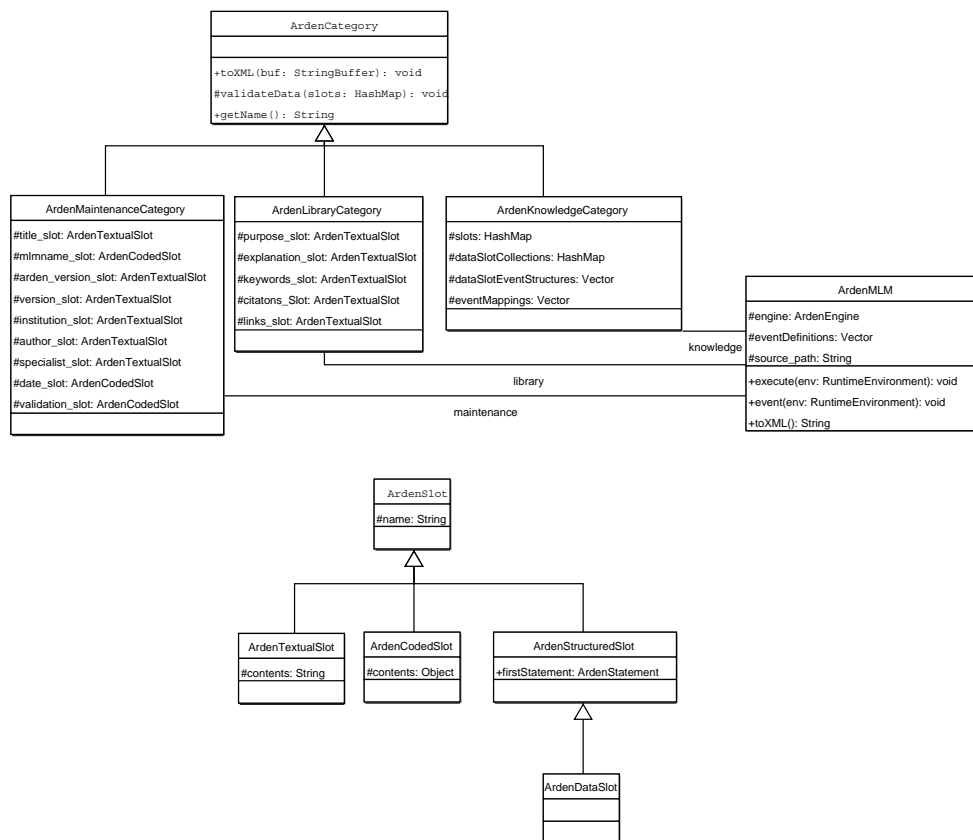 ArdenCategory
+toXML(buf: StringBuffer): void
#validateData(slots: HashMap): void
+getName(): String
ArdenMaintenanceCategory
#title_slot: ArdenTextualSlot
#mlmname_slot: ArdenCodedSlot
#arden_version_slot: ArdenTextualSlot
#version_slot: ArdenTextualSlot
#institution_slot: ArdenTextualSlot
#author_slot: ArdenTextualSlot
#specialist_slot: ArdenTextualSlot
#date_slot: ArdenCodedSlot
#validation_slot: ArdenCodedSlot
ArdenLibraryCategory
#purpose_slot: ArdenTextualSlot
#explanation_slot: ArdenTextualSlot
#keywords_slot: ArdenTextualSlot
#citatons_Slot: ArdenTextualSlot
#links_slot: ArdenTextualSlot
ArdenKnowledgeCategory
#slots: HashMap
#dataSlotCollections: HashMap
#dataSlotEventStructures: Vector
#eventMappings: Vector
ArdenMLM
#engine: ArdenEngine
#eventDefinitions: Vector
#source_path: String
+execute(env: RuntimeEnvironment): void
+event(env: RuntimeEnvironment): void
+toXML(): String
knowledge
library
maintenance
ArdenSlot
#name: String
ArdenTextualSlot
#contents: String
ArdenCodedSlot
#contents: Object
ArdenStructuredSlot
+firstStatement: ArdenStatement
ArdenDataSlot